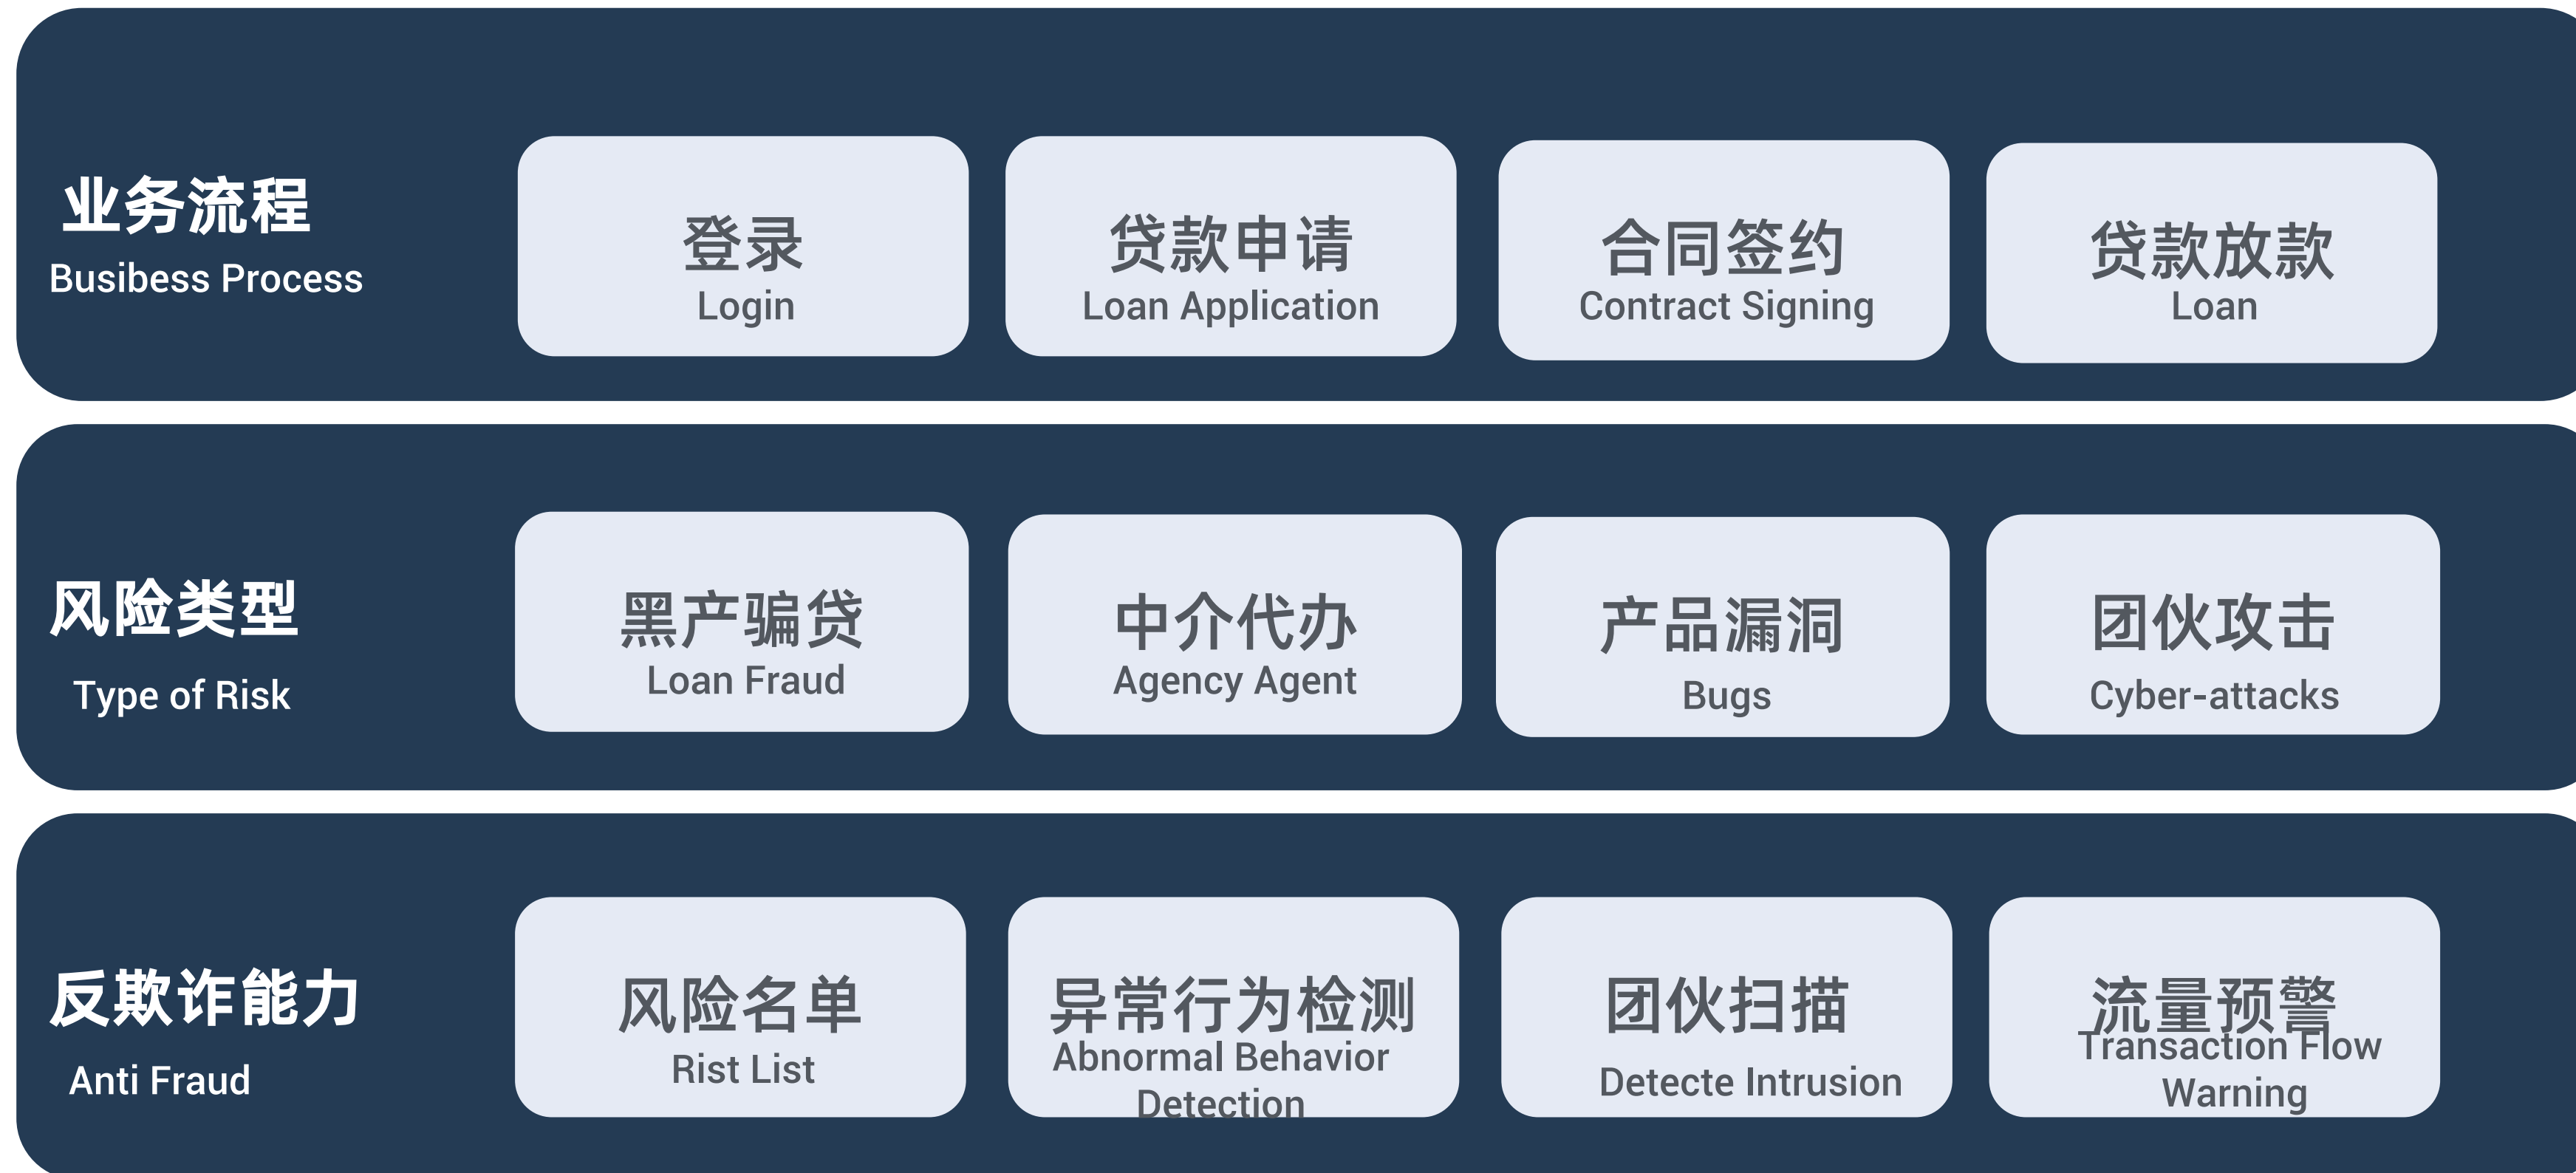 业务流程
Busibess Process
登录
Login
贷款申请
Loan Application
合同签约
Contract Signing
贷款放款
Loan
风险类型
Type of Risk
黑产骗贷
Loan Fraud
中介代办
Agency Agent
产品漏洞
Bugs
团伙攻击
Cyber-attacks
反欺诈能力
Anti Fraud
风险名单
Rist List
异常行为检测
Abnormal Behavior
Detection
团伙扫描
Detecte Intrusion
流量预警
Transaction Flow
Warning